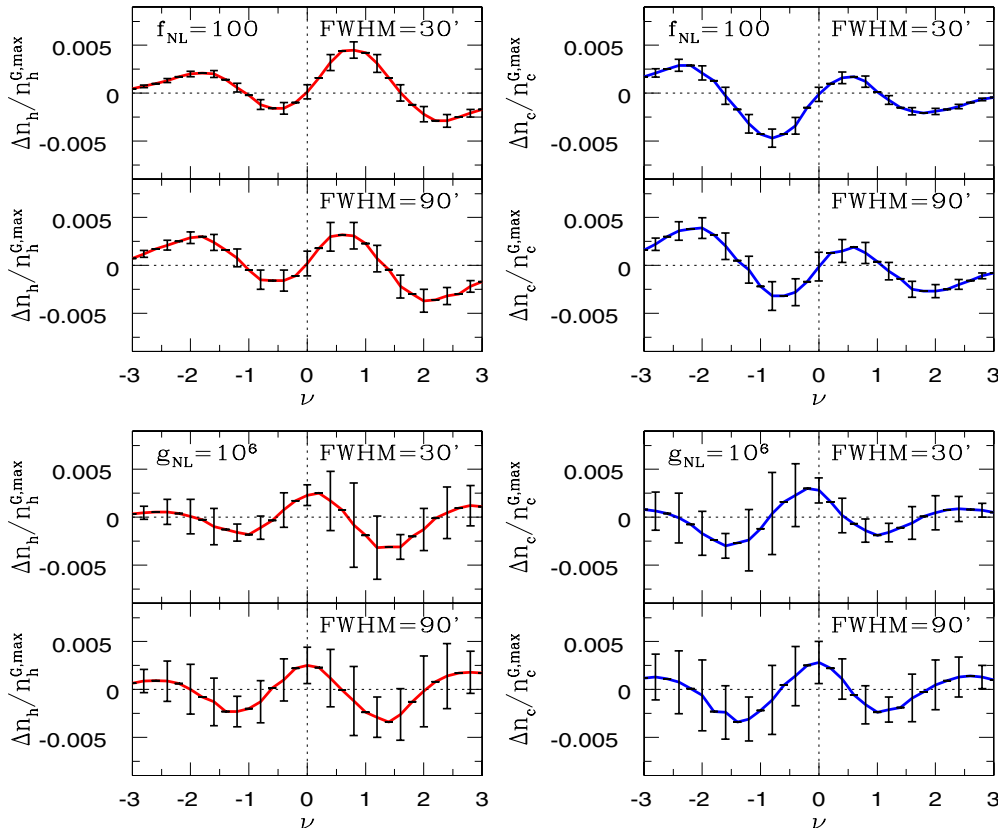 f_NL=100 FWHM=30'
0.005
0
-0.005
Δn_h/n_h^{G,max}
FWHM=90'
0.005
0
-0.005
Δn_h/n_h^{G,max}
-3 -2 -1 0 1 2 3
ν
f_NL=100 FWHM=30'
0.005
0
-0.005
Δn_c/n_c^{G,max}
FWHM=90'
0.005
0
-0.005
Δn_c/n_c^{G,max}
-3 -2 -1 0 1 2 3
ν
g_NL=10^6 FWHM=30'
0.005
0
-0.005
Δn_h/n_h^{G,max}
FWHM=90'
0.005
0
-0.005
Δn_h/n_h^{G,max}
-3 -2 -1 0 1 2 3
ν
g_NL=10^6 FWHM=30'
0.005
0
-0.005
Δn_c/n_c^{G,max}
FWHM=90'
0.005
0
-0.005
Δn_c/n_c^{G,max}
-3 -2 -1 0 1 2 3
ν